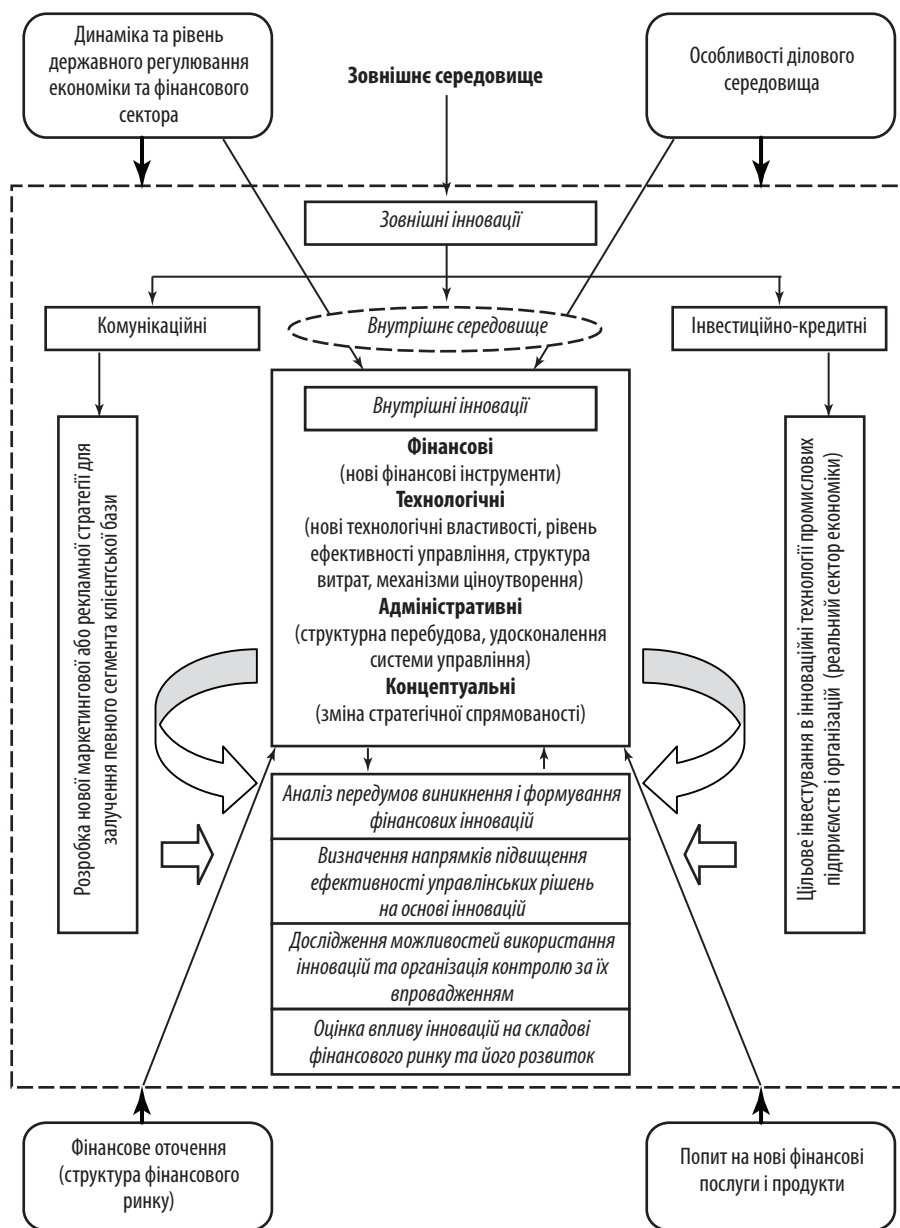 Динаміка та рівень
державного регулювання
економіки та фінансового
сектора
Зовнішнє середовище
Особливості ділового
середовища
Зовнішні інновації
Комунікаційні
Внутрішнє середовище
Інвестиційно-кредитні
Розробка нової маркетингової або рекламної стратегії для
залучення певного сегмента клієнтської бази
Внутрішні інновації
Фінансові
(нові фінансові інструменти)
Технологічні
(нові технологічні властивості, рівень
ефективності управління, структура
витрат, механізми ціноутворення)
Адміністративні
(структурна перебудова, удосконалення
системи управління)
Концептуальні
(зміна стратегічної спрямованості)
Цільове інвестування в інноваційні технології промислових
підприємств і організацій (реальний сектор економіки)
Аналіз передумов виникнення і формування
фінансових інновацій
Визначення напрямків підвищення
ефективності управлінських рішень
на основі інновацій
Дослідження можливостей використання
інновацій та організація контролю за їх
впровадженням
Оцінка впливу інновацій на складові
фінансового ринку та його розвиток
Фінансове оточення
(структура фінансового
ринку)
Попит на нові фінансові
послуги і продукти